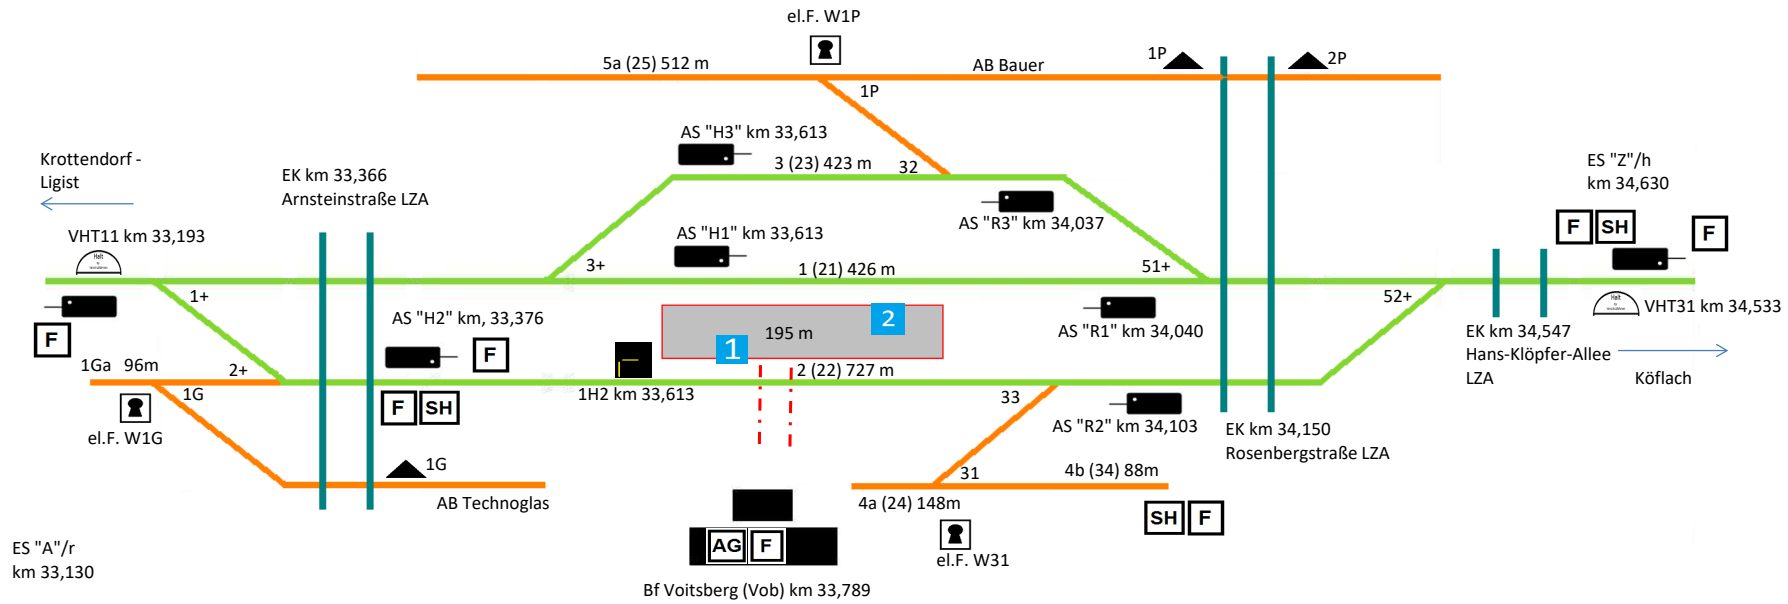 el.F. W1P
5a (25) 512 m
AB Bauer
1P
2P
1P
AS "H3" km 33,613
3 (23) 423 m
32
Krottendorf -
Ligist
EK km 33,366
Arnsteinstraße LZA
ES "Z"/h
km 34,630
F
SH
F
AS "R3" km 34,037
VHT11 km 33,193
Halt
AS "H1" km 33,613
3+
1 (21) 426 m
51+
1+
52+
Halt
VHT31 km 34,533
F
AS "H2" km, 33,376
F
195 m
1
2
AS "R1" km 34,040
EK km 34,547
Hans-Klöpfer-Allee
LZA
Köflach
1Ga 96m
2+
2 (22) 727 m
1G
1H2 km 33,613
33
F
SH
AS "R2" km 34,103
EK km 34,150
Rosenbergstraße LZA
el.F. W1G
1G
AB Technoglas
31
4b (34) 88m
4a (24) 148m
SH
F
AG
F
el.F. W31
ES "A"/r
km 33,130
Bf Voitsberg (Vob) km 33,789